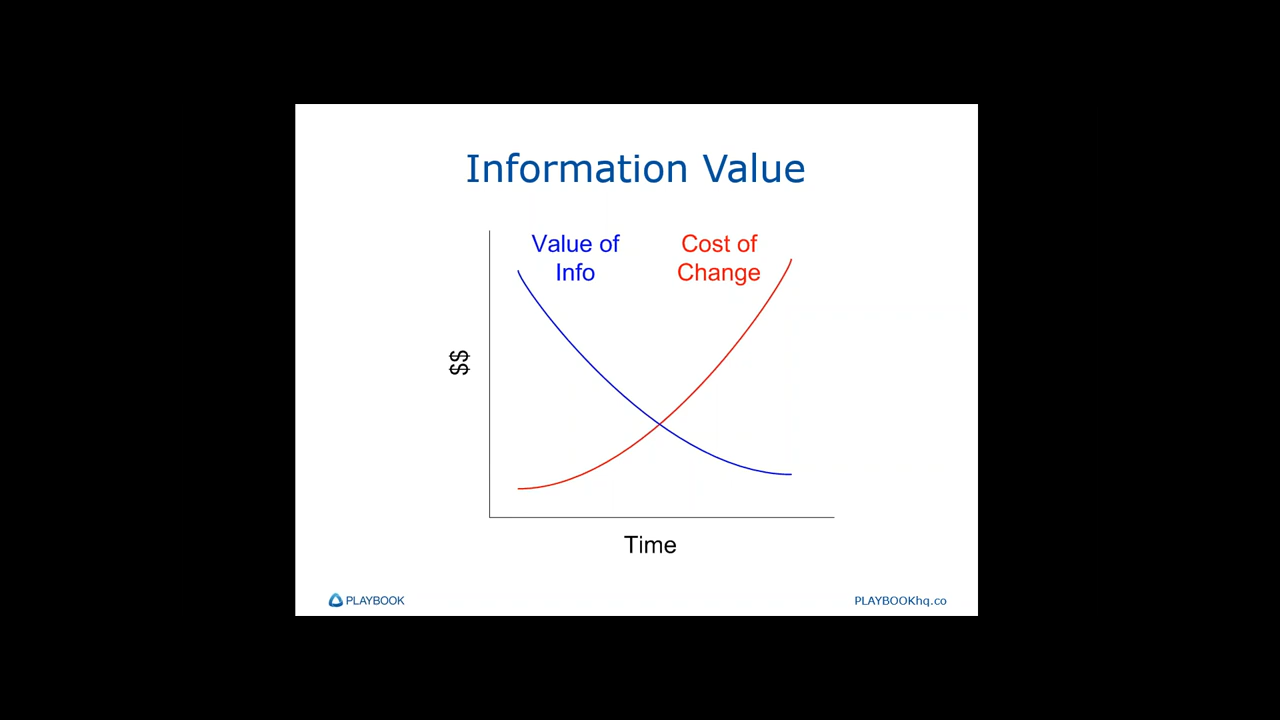 Information Value
Value of
Info
Cost of
Change
$$
Time
PLAYBOOK
PLAYBOOKhq.co